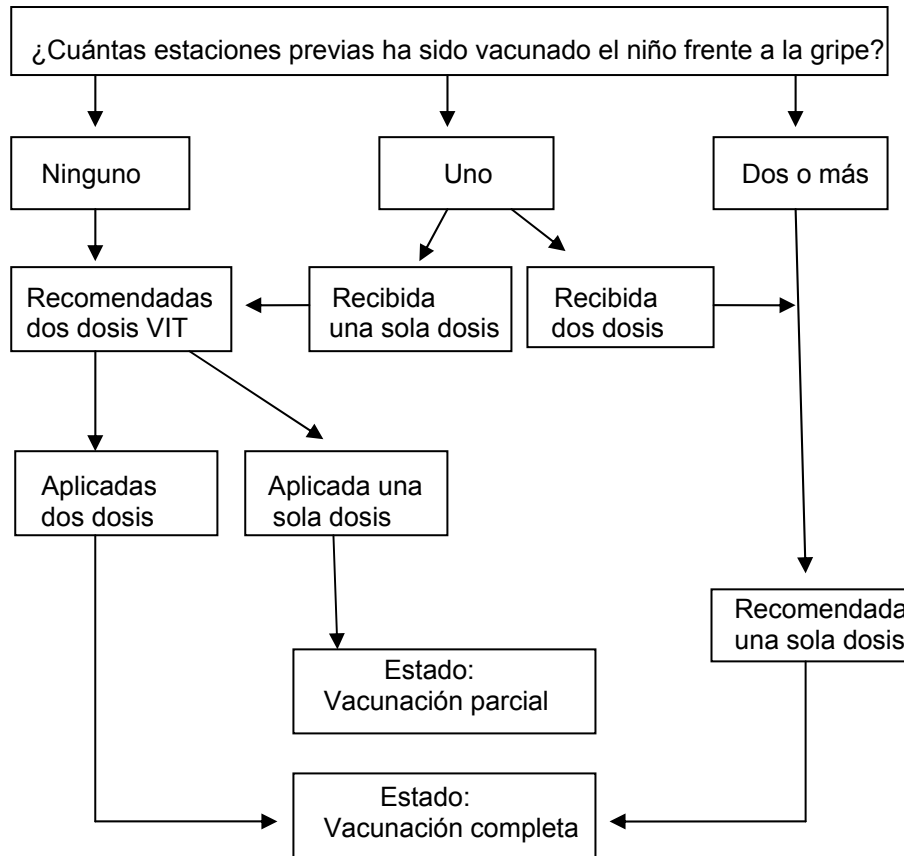 ¿Cuántas estaciones previas ha sido vacunado el niño frente a la gripe?
Ninguno
Uno
Dos o más
Recomendadas
dos dosis VIT
Recibida
una sola dosis
Recibida
dos dosis
Aplicadas
dos dosis
Aplicada una
sola dosis
Recomendada
una sola dosis
Estado:
Vacunación parcial
Estado:
Vacunación completa